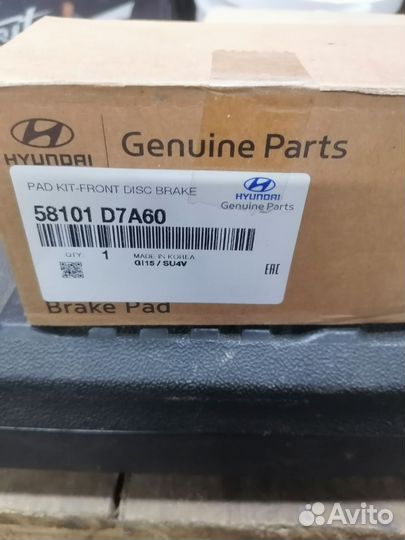 HYUNDAI
Genuine Parts
PAD KIT-FRONT DISC BRAKE
HYUNDAI
Genuine Parts
58101 D7A60
QTY 1 MADE IN KOREA
GI15 / SU4V
EAC
Brake Pad
Avito